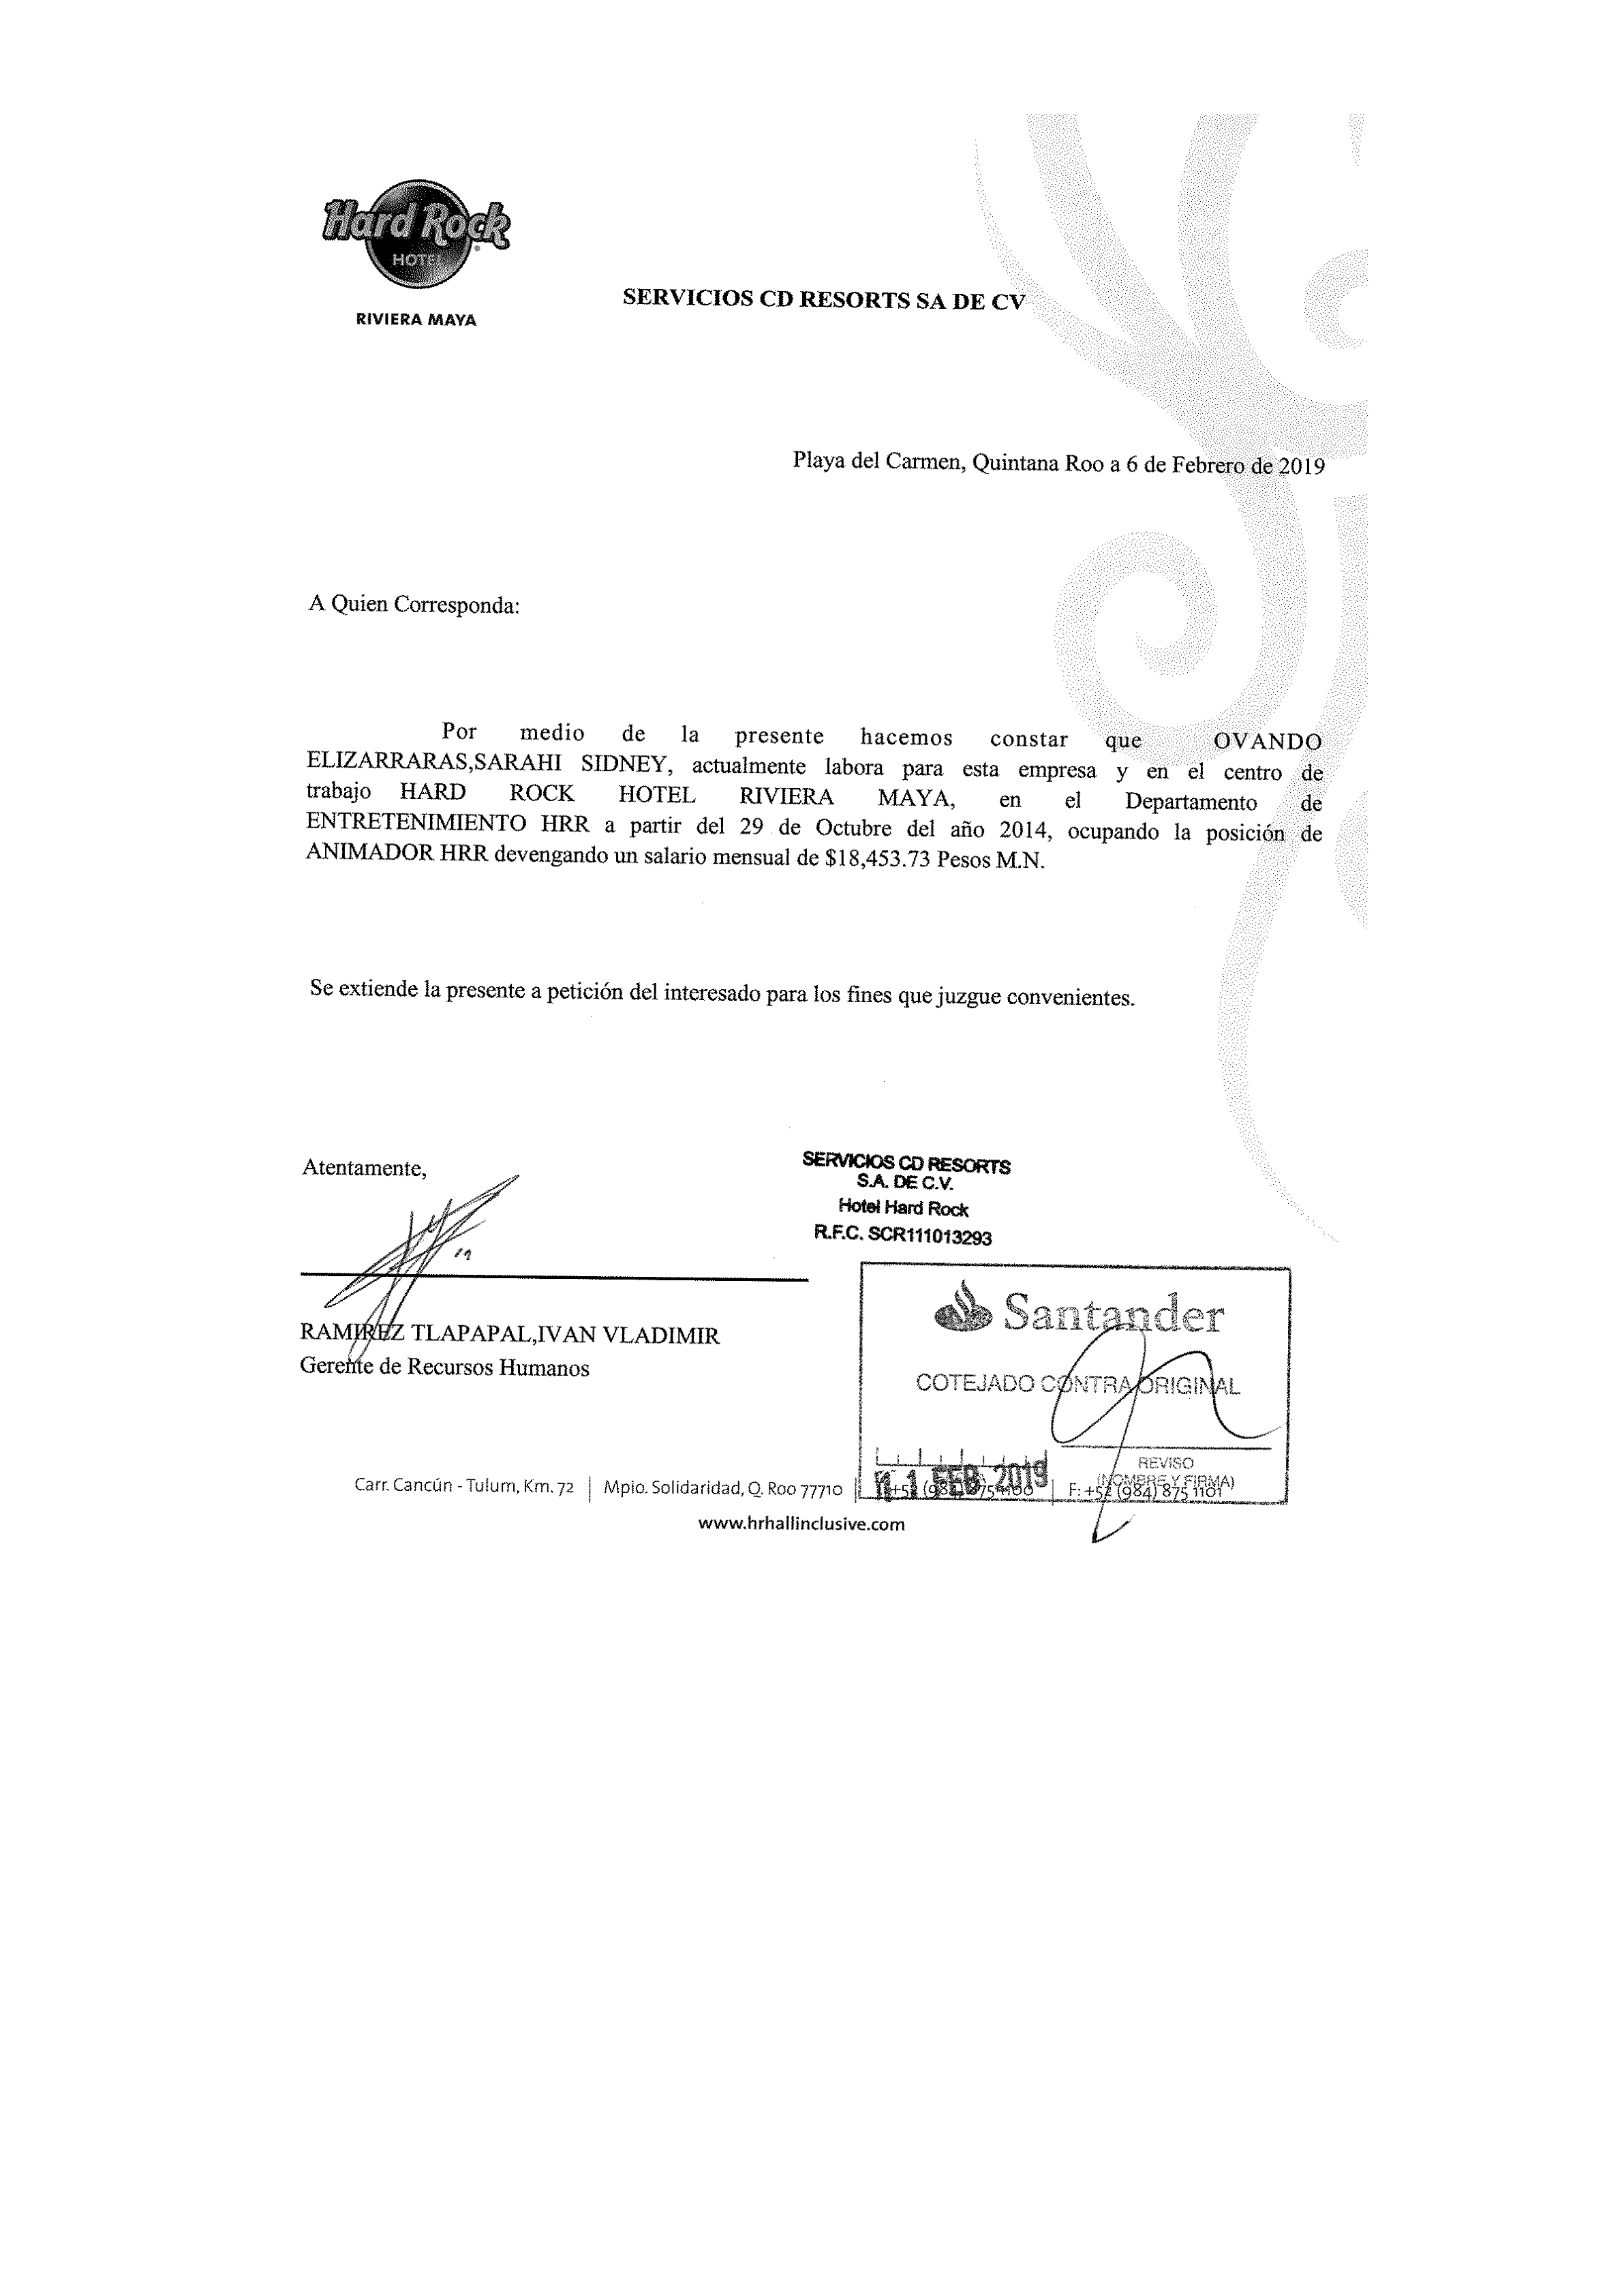 Hard Rock
HOTEL
RIVIERA MAYA
SERVICIOS CD RESORTS SA DE CV
Playa del Carmen, Quintana Roo a 6 de Febrero de 2019
A Quien Corresponda:
Por medio de la presente hacemos constar que OVANDO
ELIZARRARAS,SARAHI SIDNEY, actualmente labora para esta empresa y en el centro de
trabajo HARD ROCK HOTEL RIVIERA MAYA, en el Departamento de
ENTRETENIMIENTO HRR a partir del 29 de Octubre del año 2014, ocupando la posición de
ANIMADOR HRR devengando un salario mensual de $18,453.73 Pesos M.N.
Se extiende la presente a petición del interesado para los fines que juzgue convenientes.
Atentamente,
SERVICIOS CD RESORTS
S.A. DE C.V.
Hotel Hard Rock
R.F.C. SCR111013293
RAMIREZ TLAPAPAL,IVAN VLADIMIR
Gerente de Recursos Humanos
Santander
COTEJADO CONTRA ORIGINAL
11 FEB 2019
REVISO
(NOMBRE Y FIRMA)
Carr. Cancún - Tulum, Km. 72 | Mpio. Solidaridad, Q. Roo 77710 | +52 (984) 875 1100 | F: +52 (984) 875 1101
www.hrhallinclusive.com